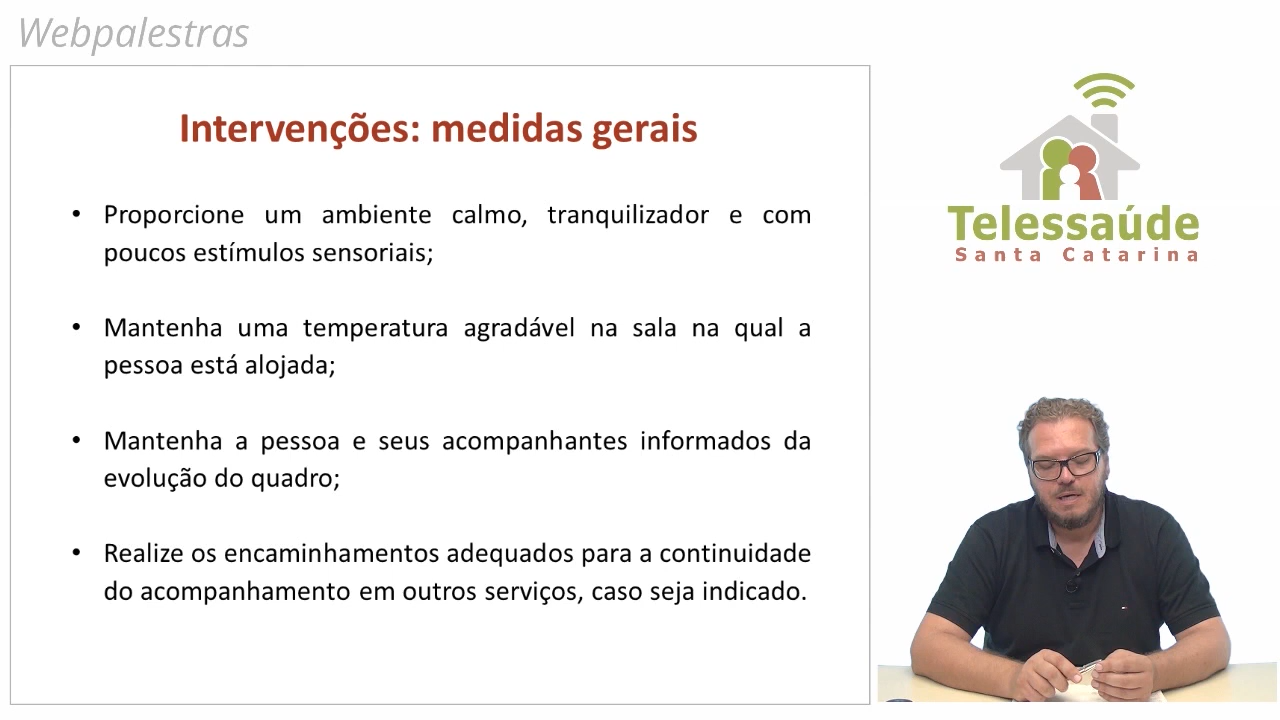 Webpalestras
Intervenções: medidas gerais
• Proporcione um ambiente calmo, tranquilizador e com
poucos estímulos sensoriais;
• Mantenha uma temperatura agradável na sala na qual a
pessoa está alojada;
• Mantenha a pessoa e seus acompanhantes informados da
evolução do quadro;
• Realize os encaminhamentos adequados para a continuidade
do acompanhamento em outros serviços, caso seja indicado.
Telessaúde
Santa Catarina